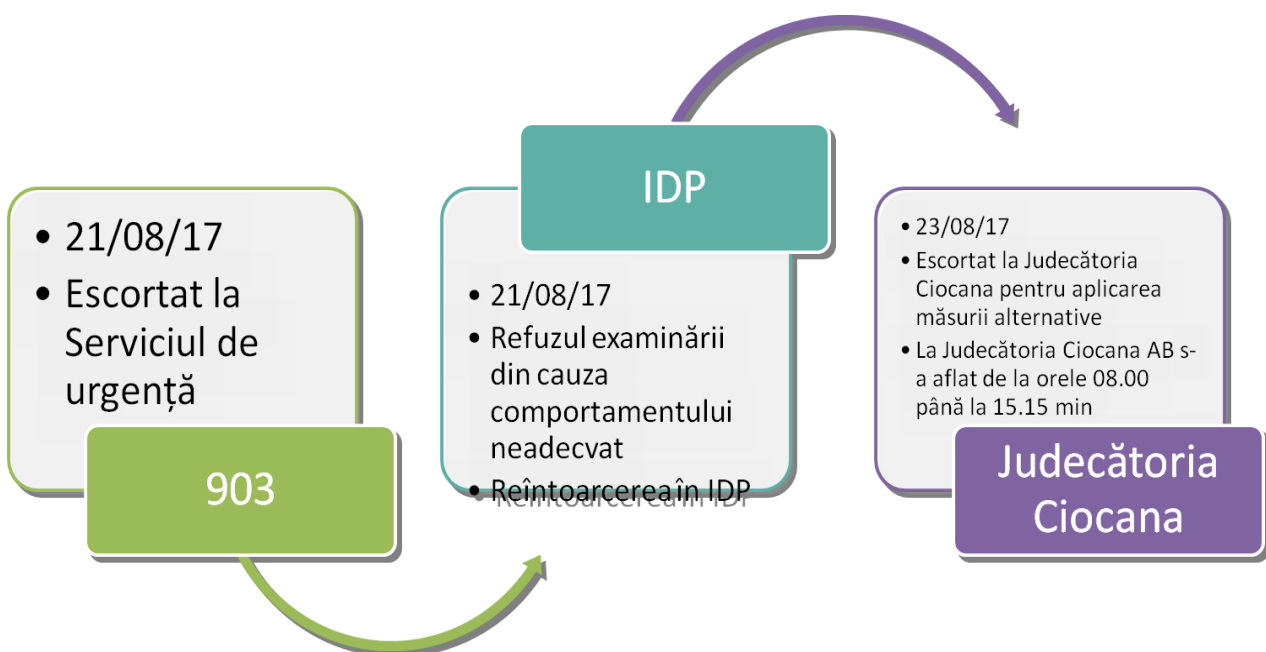 • 21/08/17
• Escortat la
Serviciul de
urgență
903
IDP
• 21/08/17
• Refuzul examinării
din cauza
comportamentului
neadecvat
• Reîntoarcerea în IDP
• 23/08/17
• Escortat la Judecătoria
Ciocana pentru aplicarea
măsurii alternative
• La Judecătoria Ciocana AB s-
a aflat de la orele 08.00
până la 15.15 min
Judecătoria
Ciocana